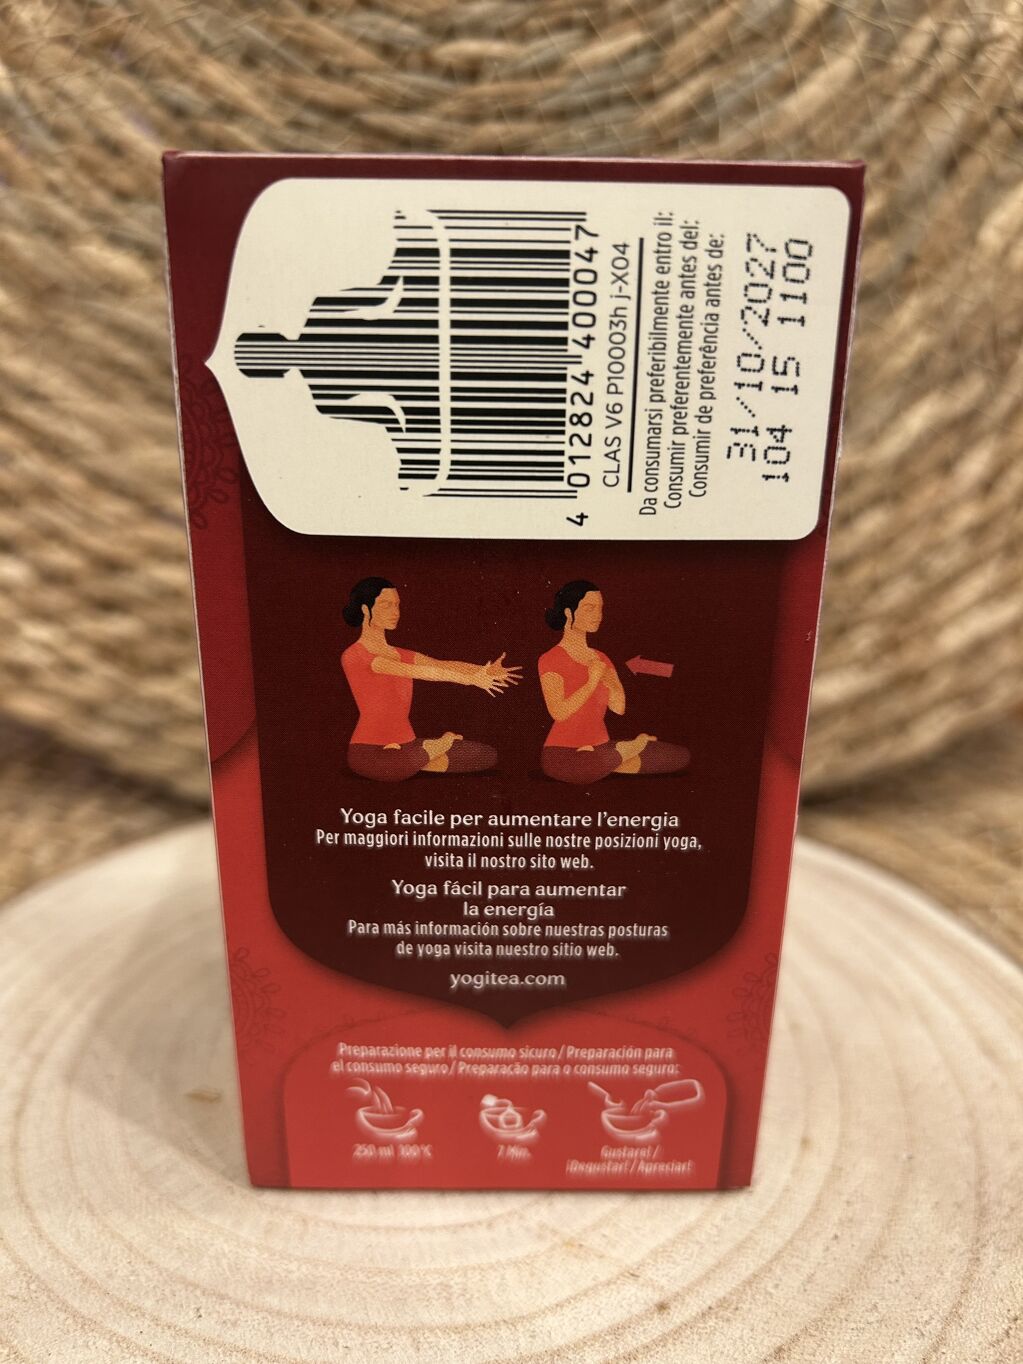 4 012824 400047
CLAS V6 P10003h j-X04
Da consumarsi preferibilmente entro il:
Consumir preferentemente antes del:
Consumir de preferência antes de:
31/10/2027
104 15 1100
Yoga facile per aumentare l'energia
Per maggiori informazioni sulle nostre posizioni yoga,
visita il nostro sito web.
Yoga fácil para aumentar
la energía
Para más información sobre nuestras posturas
de yoga visita nuestro sitio web.
yogitea.com
Preparazione per il consumo sicuro / Preparación para
el consumo seguro / Preparação para o consumo seguro:
250 ml 100°C
7 Min.
Gustare! /
¡Degustar! / Apreciar!